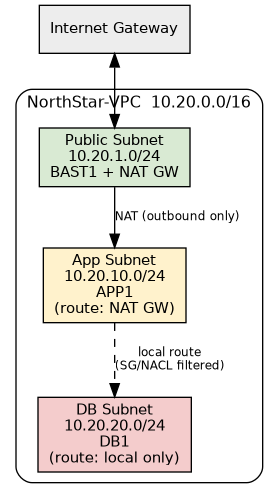 Internet Gateway
NorthStar-VPC  10.20.0.0/16
Public Subnet
10.20.1.0/24
BAST1 + NAT GW
NAT (outbound only)
App Subnet
10.20.10.0/24
APP1
(route: NAT GW)
local route
(SG/NACL filtered)
DB Subnet
10.20.20.0/24
DB1
(route: local only)